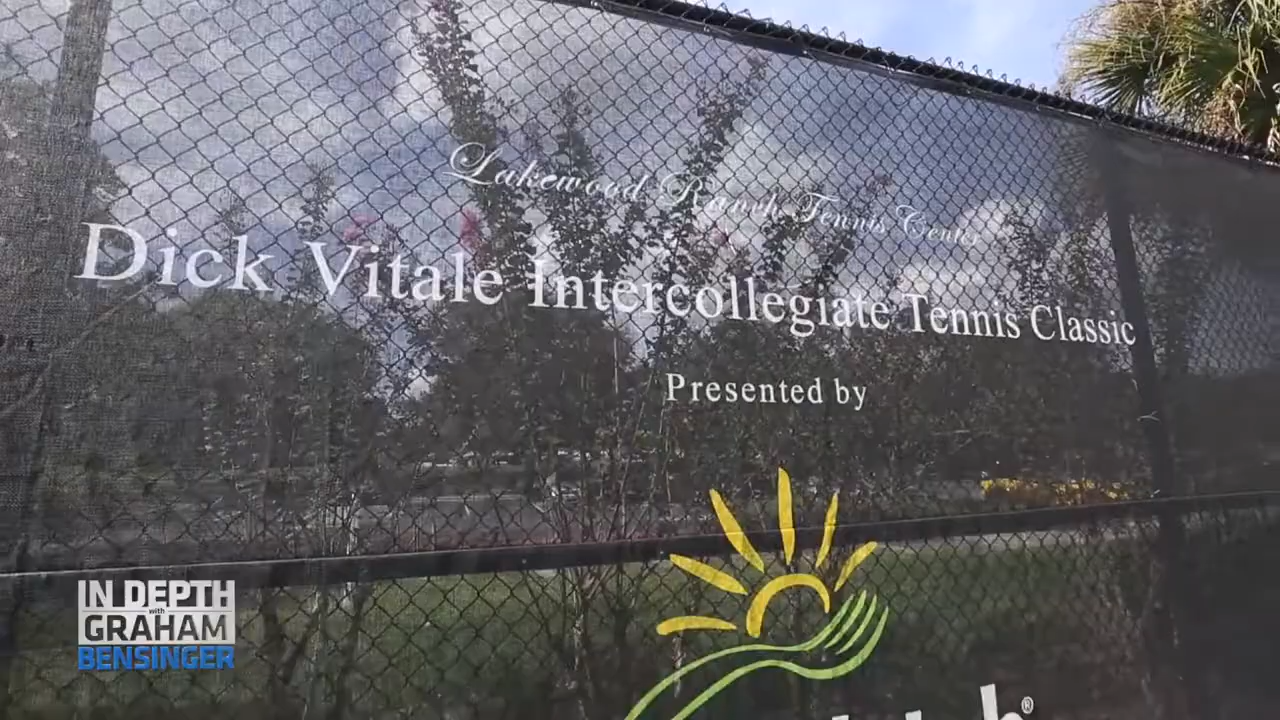 Lakewood Ranch Tennis Center
Dick Vitale Intercollegiate Tennis Classic
Presented by
IN DEPTH
with
GRAHAM
BENSINGER